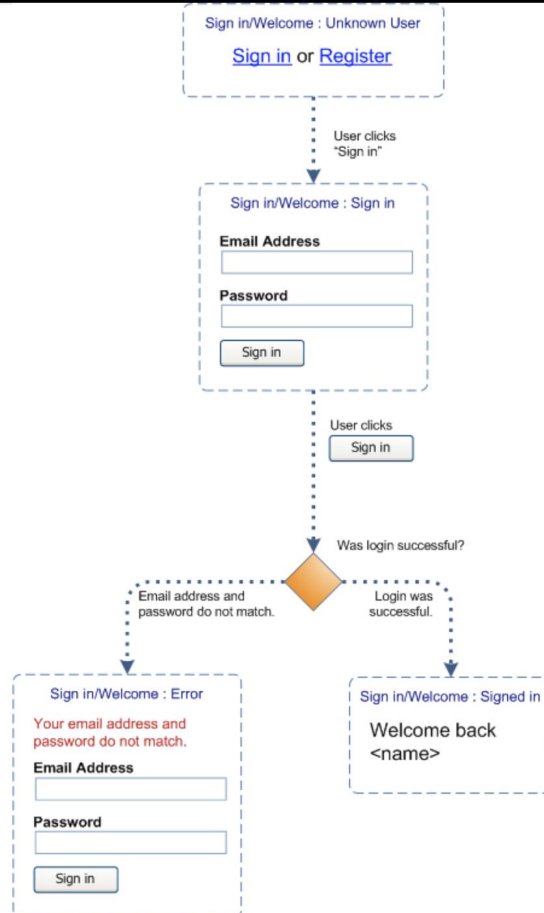 Sign in/Welcome : Unknown User
Sign in or Register
User clicks
“Sign in”
Sign in/Welcome : Sign in
Email Address
Password
Sign in
User clicks
Sign in
Was login successful?
Email address and
password do not match.
Login was
successful.
Sign in/Welcome : Error
Your email address and
password do not match.
Email Address
Password
Sign in
Sign in/Welcome : Signed in
Welcome back
<name>